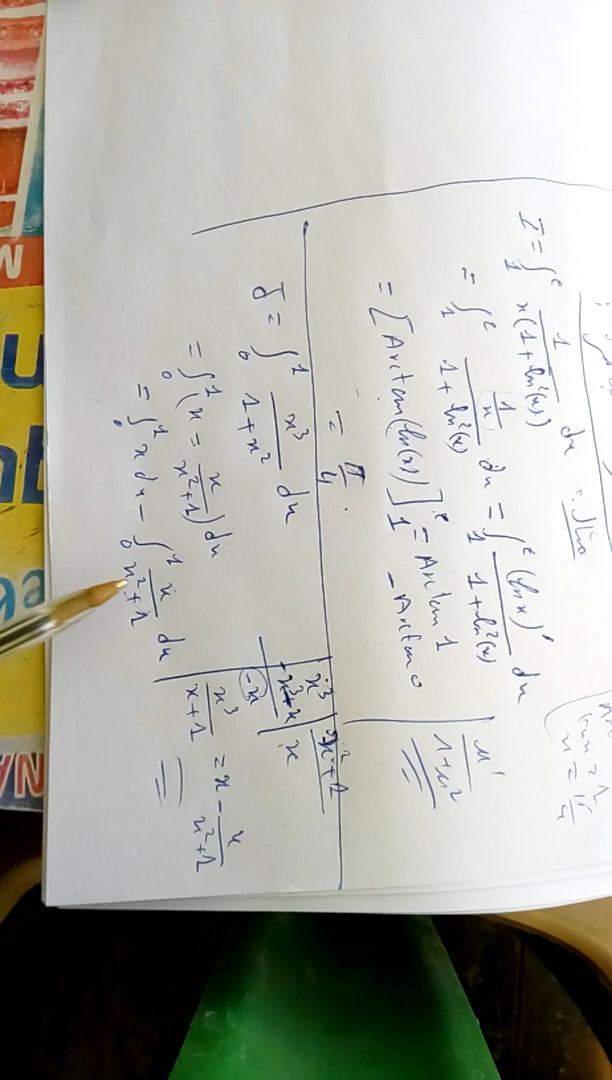 I = ∫₁ᵉ 1/(x(1+ln²(x))) dx
= ∫₁ᵉ (1/x)/(1+ln²(x)) dx = ∫₁ᵉ (ln x)'/(1+ln²(x)) dx
u'/(1+u²)
= [Arctan(ln(x))]₁ᵉ = Arctan 1
- Arctan 0
= π/4.
J = ∫₀¹ x³/(1+x²) dx
= ∫₀¹ (x = x/(x²+1)) dx
= ∫₀¹ x dx - ∫₀¹ x/(x²+1) dx
x³ | x²+1
-x³+x | x
-x
x³/(x+1) = x - x/(x²+1)